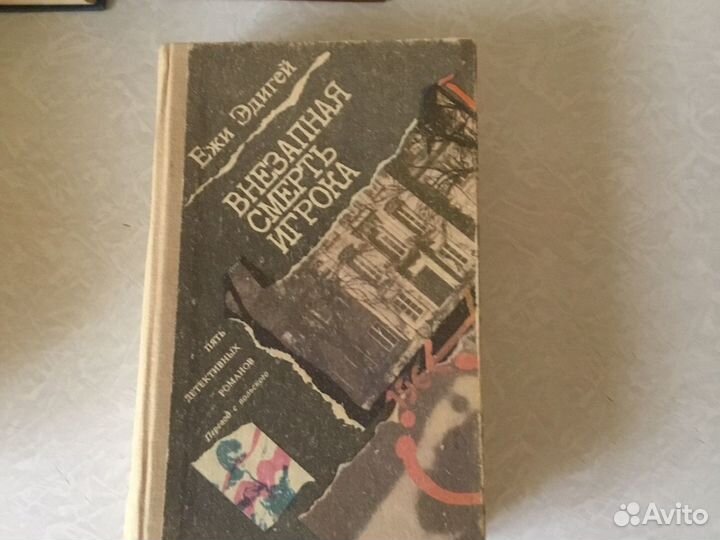 Ежи Эдигей
ВНЕЗАПНАЯ
СМЕРТЬ
ИГРОКА
ПЯТЬ
ДЕТЕКТИВНЫХ
РОМАНОВ
Перевод с польского
Avito